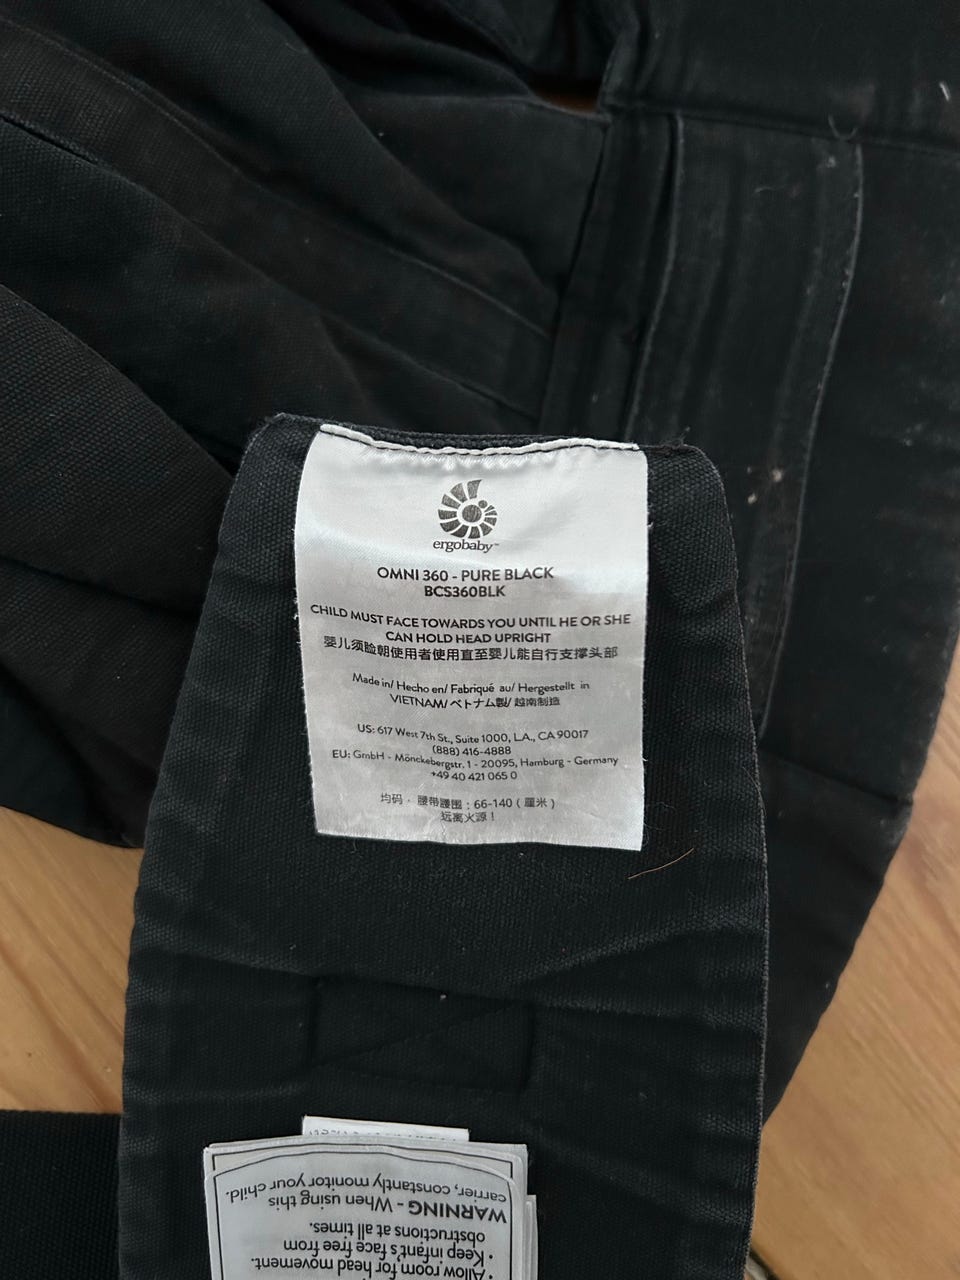 ergobaby™
OMNI 360 - PURE BLACK
BCS360BLK
CHILD MUST FACE TOWARDS YOU UNTIL HE OR SHE
CAN HOLD HEAD UPRIGHT
婴儿须脸朝使用者使用直至婴儿能自行支撑头部
Made in/ Hecho en/ Fabriqué au/ Hergestellt in
VIETNAM/ベトナム製/ 越南制造
US: 617 West 7th St., Suite 1000, L.A., CA 90017
(888) 416-4888
EU: GmbH - Mönckebergstr. 1 - 20095, Hamburg - Germany
+49 40 421 065 0
均码 · 腰带腰围：66-140（厘米）
远离火源！
• Allow room for head movement.
• Keep infant's face free from
obstructions at all times.
WARNING - When using this
carrier, constantly monitor your child.